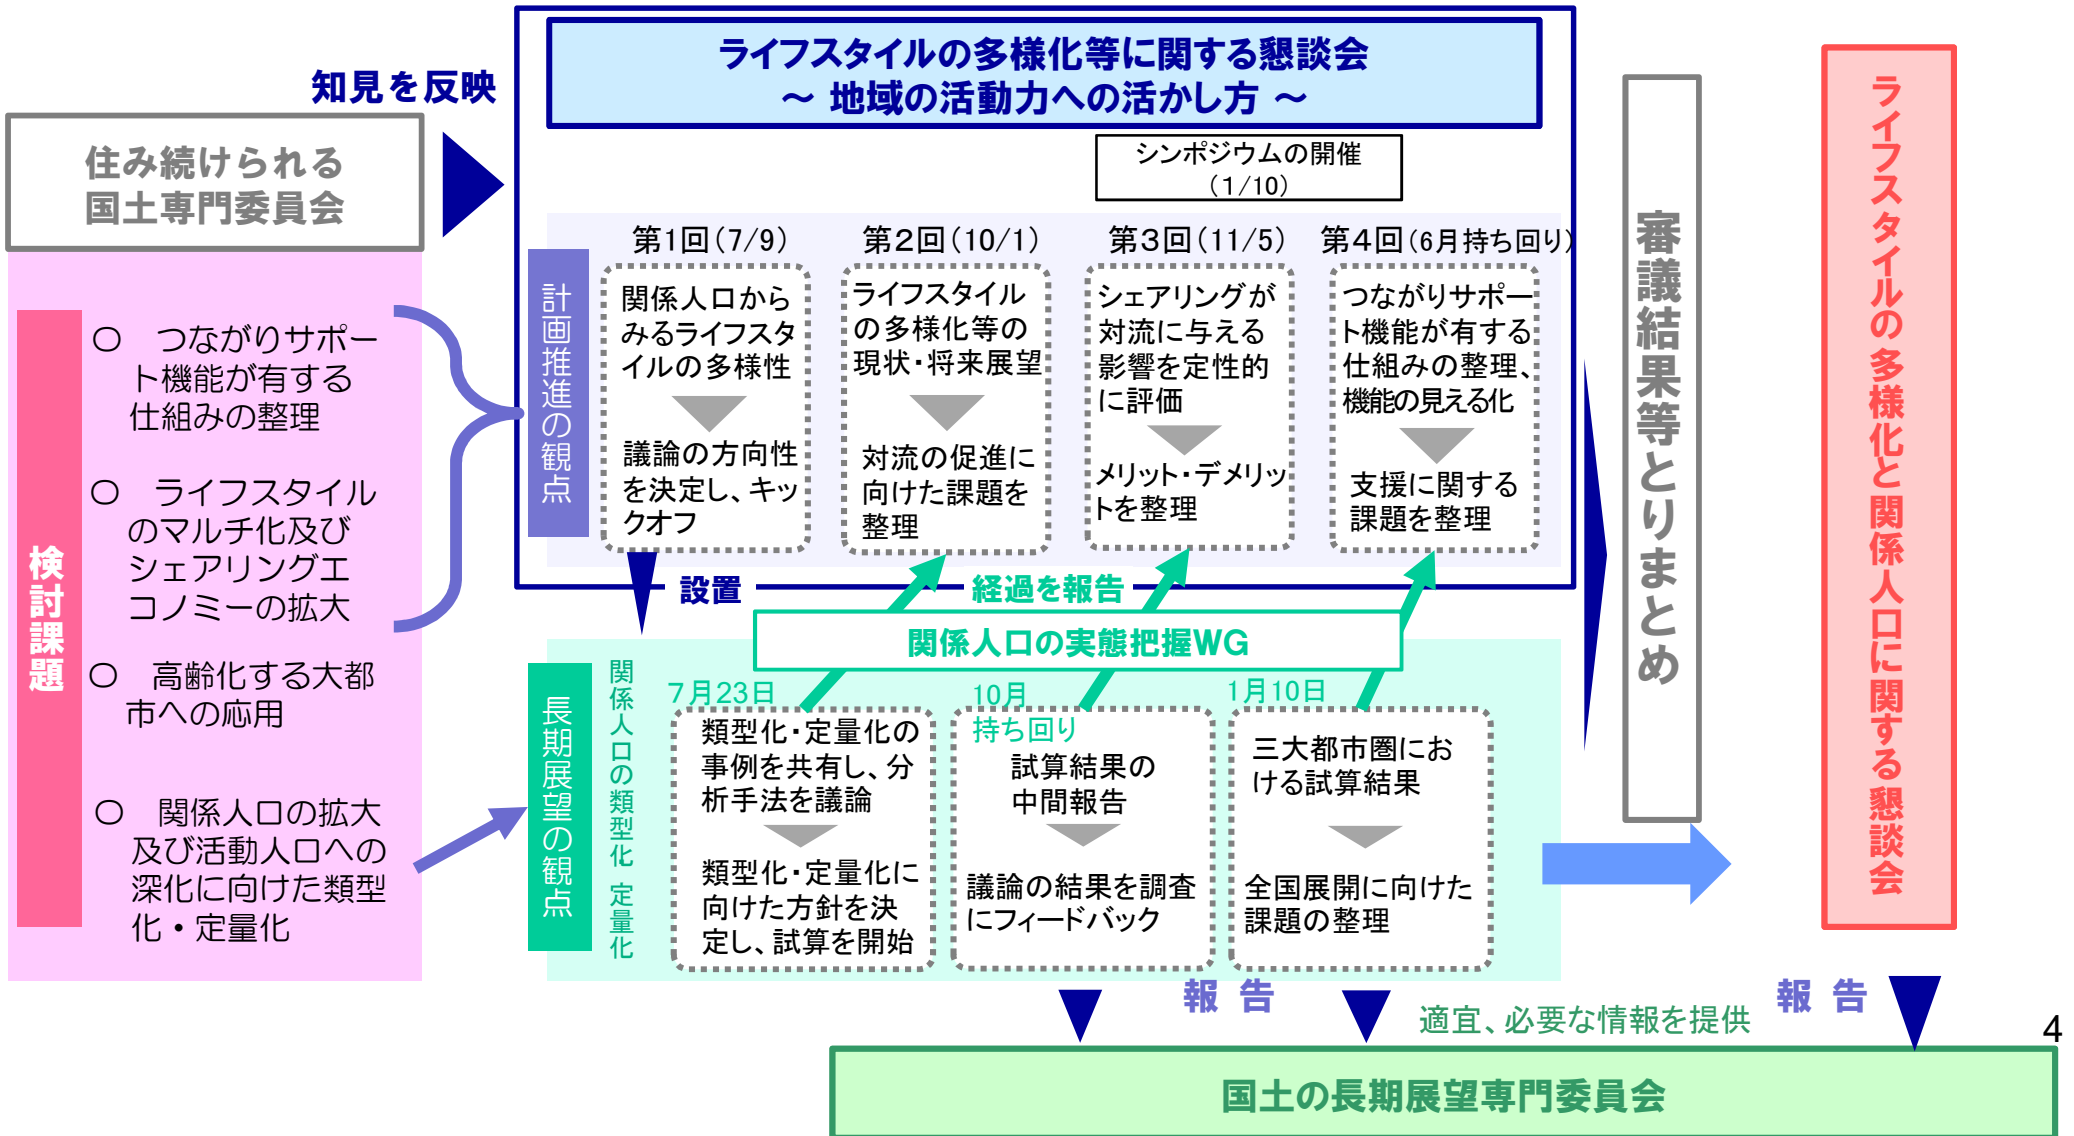 知見を反映
住み続けられる
国土専門委員会
検討課題
○　つながりサポー
ト機能が有する
仕組みの整理
○　ライフスタイル
のマルチ化及び
シェアリングエ
コノミーの拡大
○　高齢化する大都
市への応用
○　関係人口の拡大
及び活動人口への
深化に向けた類型
化・定量化
ライフスタイルの多様化等に関する懇談会
～ 地域の活動力への活かし方 ～
シンポジウムの開催
（1/10）
計画推進の観点
第1回（7/9）
関係人口から
みるライフスタ
イルの多様性
議論の方向性
を決定し、キッ
クオフ
第2回（10/1）
ライフスタイル
の多様化等の
現状・将来展望
対流の促進に
向けた課題を
整理
第3回（11/5）
シェアリングが
対流に与える
影響を定性的
に評価
メリット・デメリッ
トを整理
第4回（6月持ち回り）
つながりサポー
ト機能が有する
仕組みの整理、
機能の見える化
支援に関する
課題を整理
設置
経過を報告
関係人口の実態把握WG
長期展望の観点
関係人口の類型化 定量化
7月23日
類型化・定量化の
事例を共有し、分
析手法を議論
類型化・定量化に
向けた方針を決
定し、試算を開始
10月
持ち回り
試算結果の
中間報告
議論の結果を調査
にフィードバック
1月10日
三大都市圏にお
ける試算結果
全国展開に向けた
課題の整理
審議結果等とりまとめ
ライフスタイルの多様化と関係人口に関する懇談会
報 告
適宜、必要な情報を提供
報 告
国土の長期展望専門委員会
4